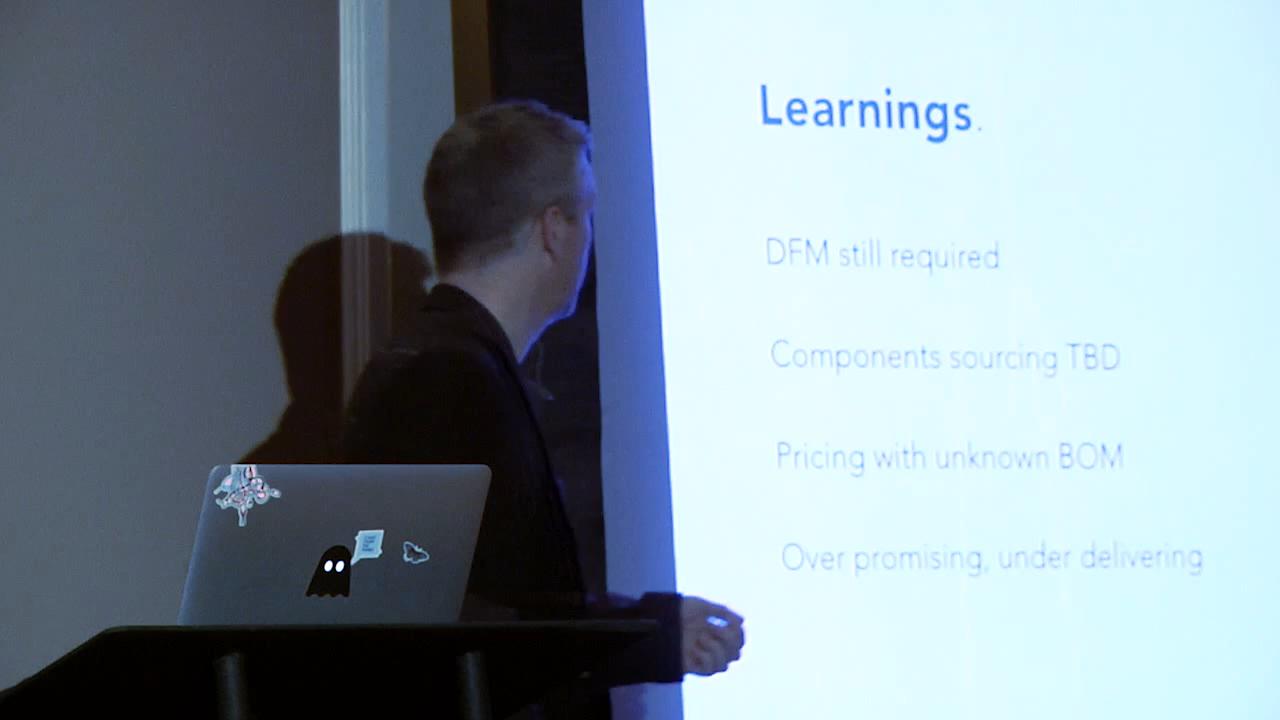 Learnings.
DFM still required
Components sourcing TBD
Pricing with unknown BOM
Over promising, under delivering